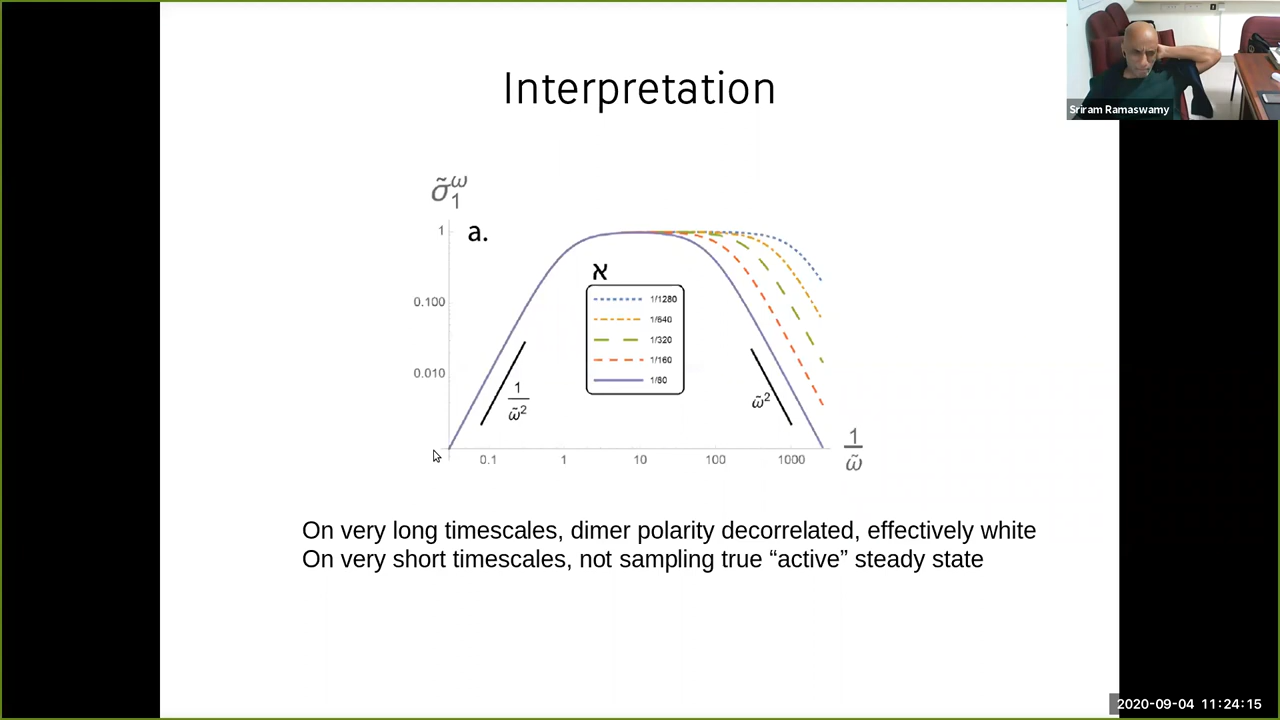 Interpretation
Sriram Ramaswamy
σ̃₁^ω
a.
1
0.100
0.010
א
1/1280
1/640
1/320
1/160
1/80
1/ω̃²
ω̃²
1/ω̃
0.1 1 10 100 1000
On very long timescales, dimer polarity decorrelated, effectively white
On very short timescales, not sampling true “active” steady state
2020-09-04 11:24:15